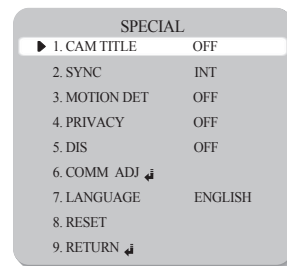 SPECIAL
1. CAM TITLE OFF
2. SYNC INT
3. MOTION DET OFF
4. PRIVACY OFF
5. DIS OFF
6. COMM ADJ
7. LANGUAGE ENGLISH
8. RESET
9. RETURN